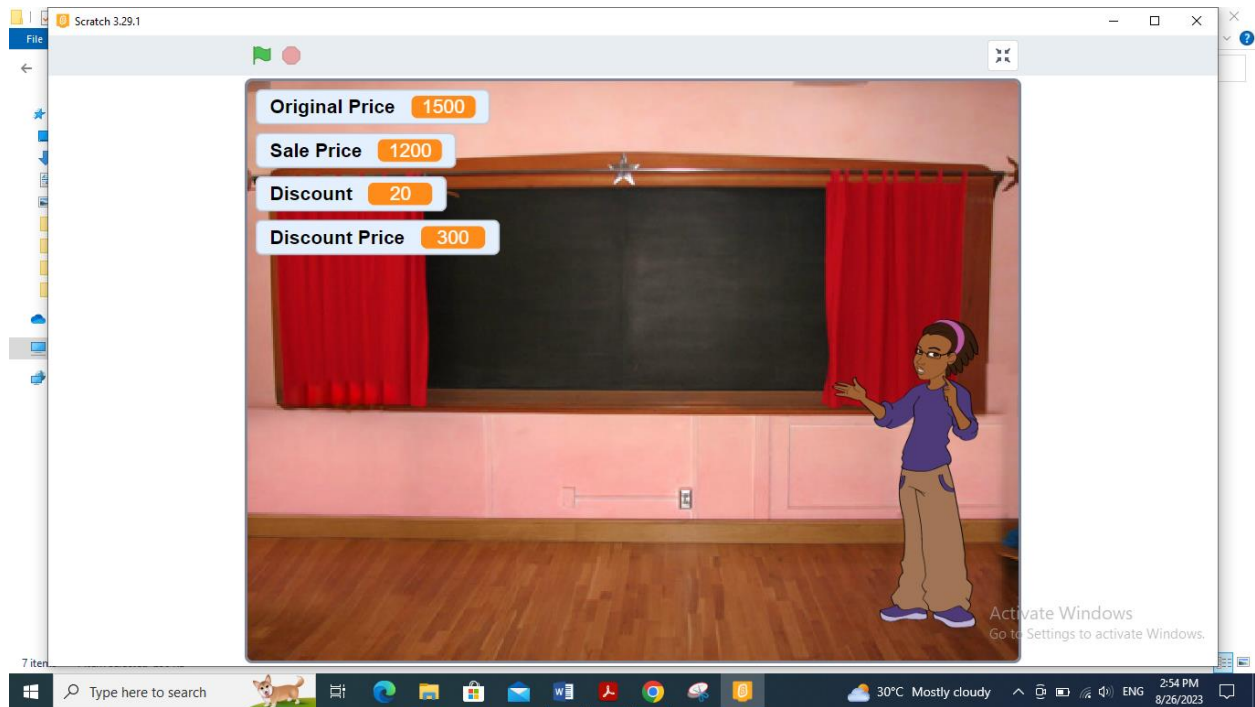 Scratch 3.29.1
File
Original Price 1500
Sale Price 1200
Discount 20
Discount Price 300
Activate Windows
Go to Settings to activate Windows.
Type here to search
30°C Mostly cloudy
ENG
2:54 PM
8/26/2023